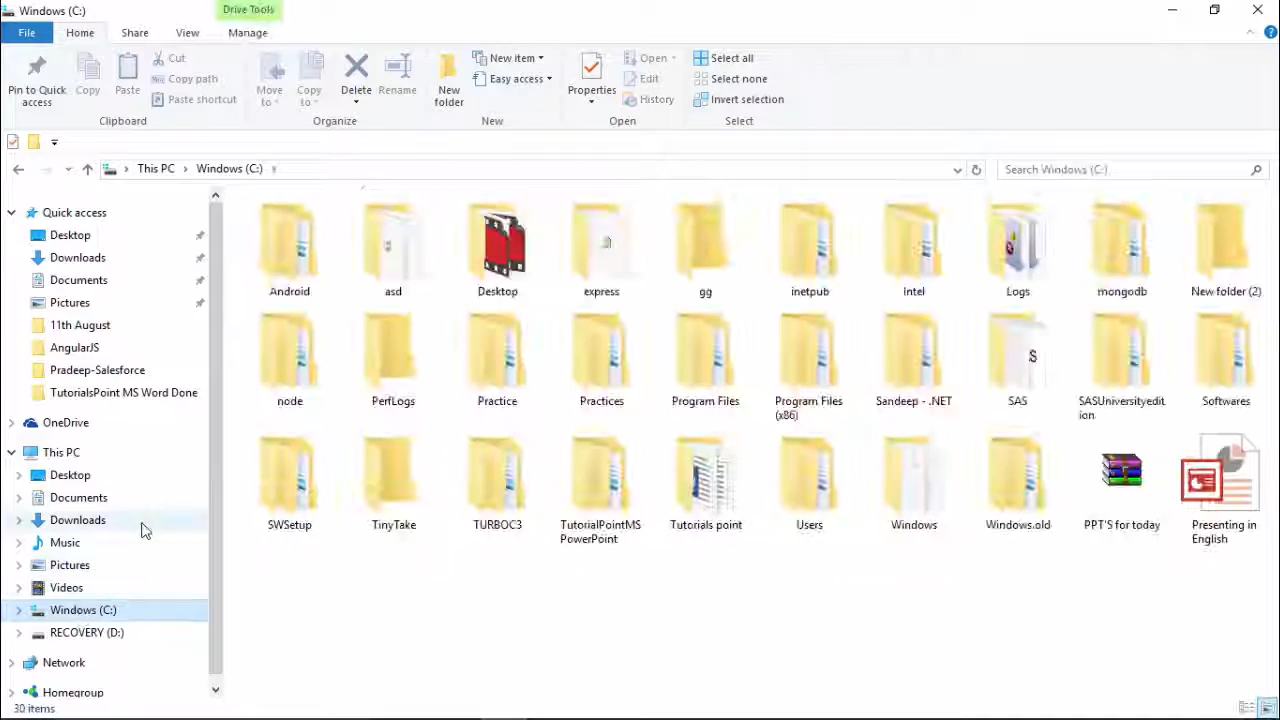 Windows (C:)
Drive Tools
File Home Share View Manage
Pin to Quick access
Copy
Paste
Cut
Copy path
Paste shortcut
Clipboard
Move to
Copy to
Delete
Rename
Organize
New folder
New item
Easy access
New
Properties
Open
Edit
History
Open
Select all
Select none
Invert selection
Select
This PC > Windows (C:)
Search Windows (C:)
Quick access
Desktop
Downloads
Documents
Pictures
11th August
AngularJS
Pradeep-Salesforce
TutorialsPoint MS Word Done
OneDrive
This PC
Desktop
Documents
Downloads
Music
Pictures
Videos
Windows (C:)
RECOVERY (D:)
Network
Homegroup
Android asd Desktop express gg inetpub Intel Logs mongodb New folder (2)
node PerfLogs Practice Practices Program Files Program Files (x86) Sandeep - .NET SAS SASUniversityedition Softwares
SWSetup TinyTake TURBOC3 TutorialPointMS PowerPoint Tutorials point Users Windows Windows.old PPT'S for today Presenting in English
30 items